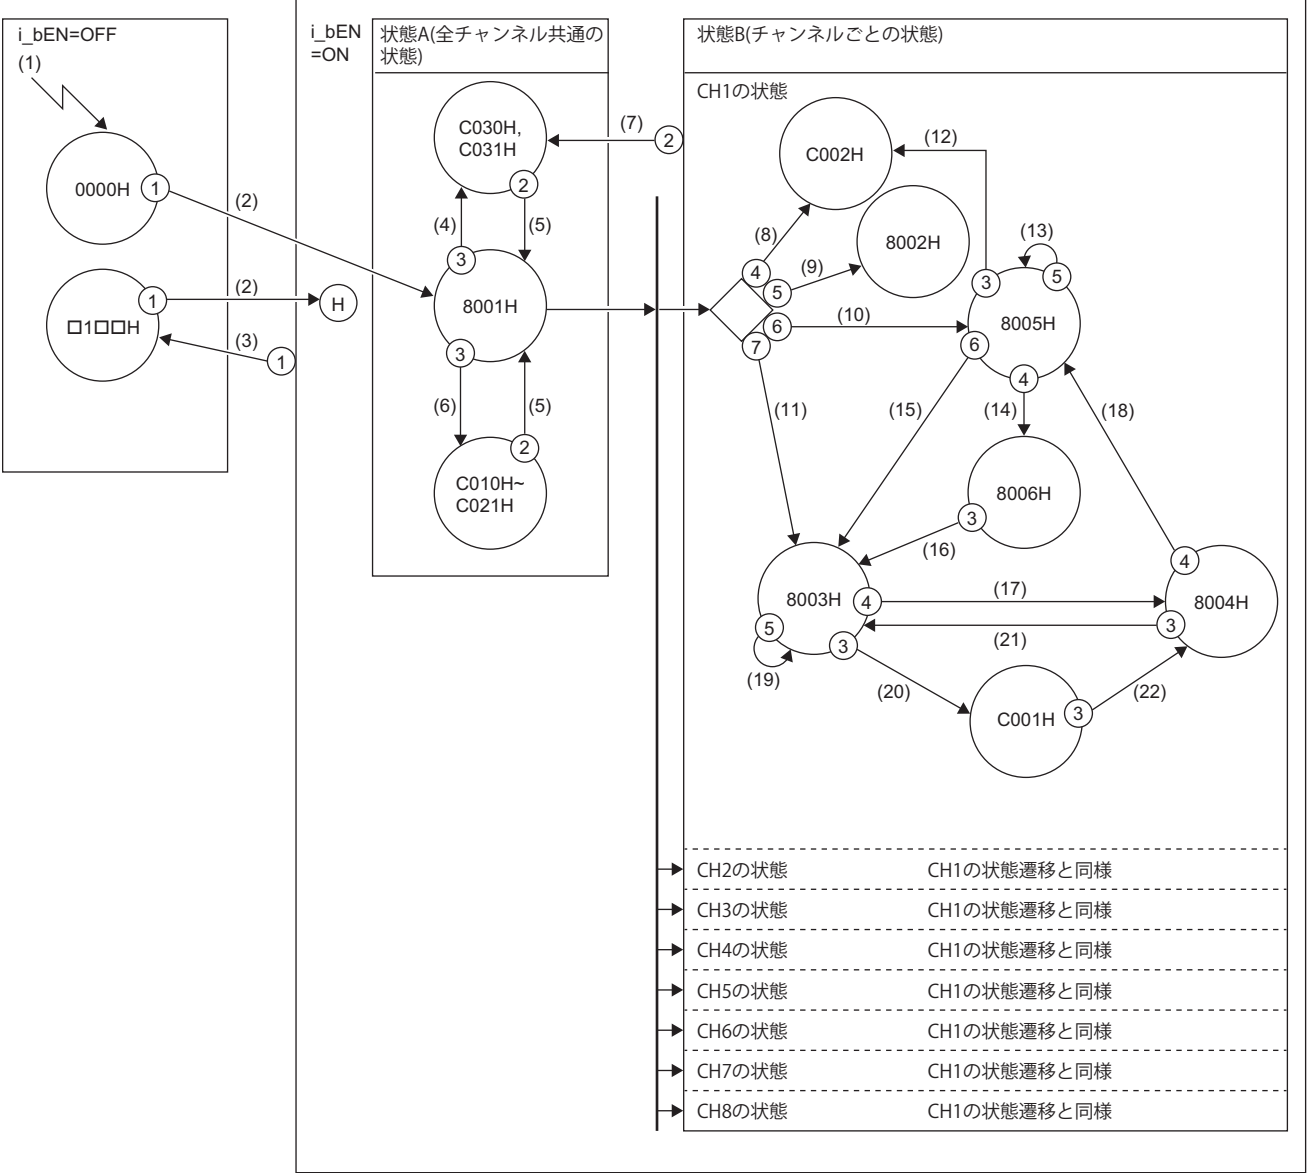 i_bEN=OFF
(1)
0000H
1
(2)
□1□□H
1
(2)
(3)
1
H
i_bEN
=ON
状態A(全チャンネル共通の
状態)
C030H,
C031H
2
(7)
2
(4)
(5)
3
8001H
3
(6)
(5)
2
C010H~
C021H
状態B(チャンネルごとの状態)
CH1の状態
C002H
(12)
8002H
(8)
(9)
4
5
6
7
(10)
(11)
(13)
3
5
8005H
6
4
(15)
(14)
(18)
8006H
3
(16)
8003H
4
5
3
(19)
(17)
(21)
4
8004H
3
(20)
C001H
3
(22)
CH2の状態 CH1の状態遷移と同様
CH3の状態 CH1の状態遷移と同様
CH4の状態 CH1の状態遷移と同様
CH5の状態 CH1の状態遷移と同様
CH6の状態 CH1の状態遷移と同様
CH7の状態 CH1の状態遷移と同様
CH8の状態 CH1の状態遷移と同様